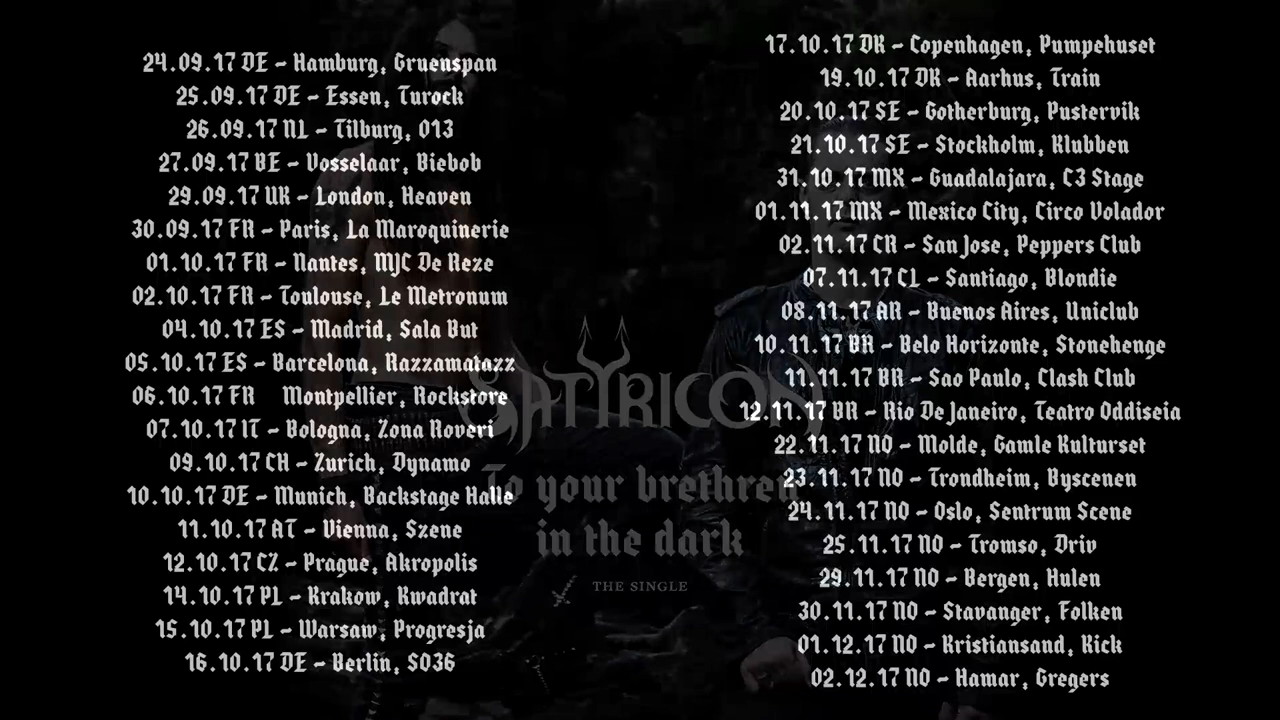 24.09.17 DE – Hamburg, Gruenspan
25.09.17 DE – Essen, Turock
26.09.17 NL – Tilburg, 013
27.09.17 BE – Vosselaar, Biebob
29.09.17 UK – London, Heaven
30.09.17 FR – Paris, La Maroquinerie
01.10.17 FR – Nantes, MJC De Reze
02.10.17 FR – Toulouse, Le Metronum
04.10.17 ES – Madrid, Sala But
05.10.17 ES – Barcelona, Razzamatazz
06.10.17 FR Montpellier, Rockstore
07.10.17 IT – Bologna, Zona Roveri
09.10.17 CH – Zurich, Dynamo
10.10.17 DE – Munich, Backstage Halle
11.10.17 AT – Vienna, Szene
12.10.17 CZ – Prague, Akropolis
14.10.17 PL – Krakow, Kwadrat
15.10.17 PL – Warsaw, Progresja
16.10.17 DE – Berlin, SO36
17.10.17 DK – Copenhagen, Pumpehuset
19.10.17 DK – Aarhus, Train
20.10.17 SE – Gotherburg, Pustervik
21.10.17 SE – Stockholm, Klubben
31.10.17 MX – Guadalajara, C3 Stage
01.11.17 MX – Mexico City, Circo Volador
02.11.17 CR – San Jose, Peppers Club
07.11.17 CL – Santiago, Blondie
08.11.17 AR – Buenos Aires, Uniclub
10.11.17 BR – Belo Horizonte, Stonehenge
11.11.17 BR – Sao Paulo, Clash Club
12.11.17 BR – Rio De Janeiro, Teatro Oddiseia
22.11.17 NO – Molde, Gamle Kulturset
23.11.17 NO – Trondheim, Byscenen
24.11.17 NO – Oslo, Sentrum Scene
25.11.17 NO – Tromso, Driv
29.11.17 NO – Bergen, Hulen
30.11.17 NO – Stavanger, Folken
01.12.17 NO – Kristiansand, Kick
02.12.17 NO – Hamar, Gregers
SATYRICON
To your brethren
in the dark
THE SINGLE